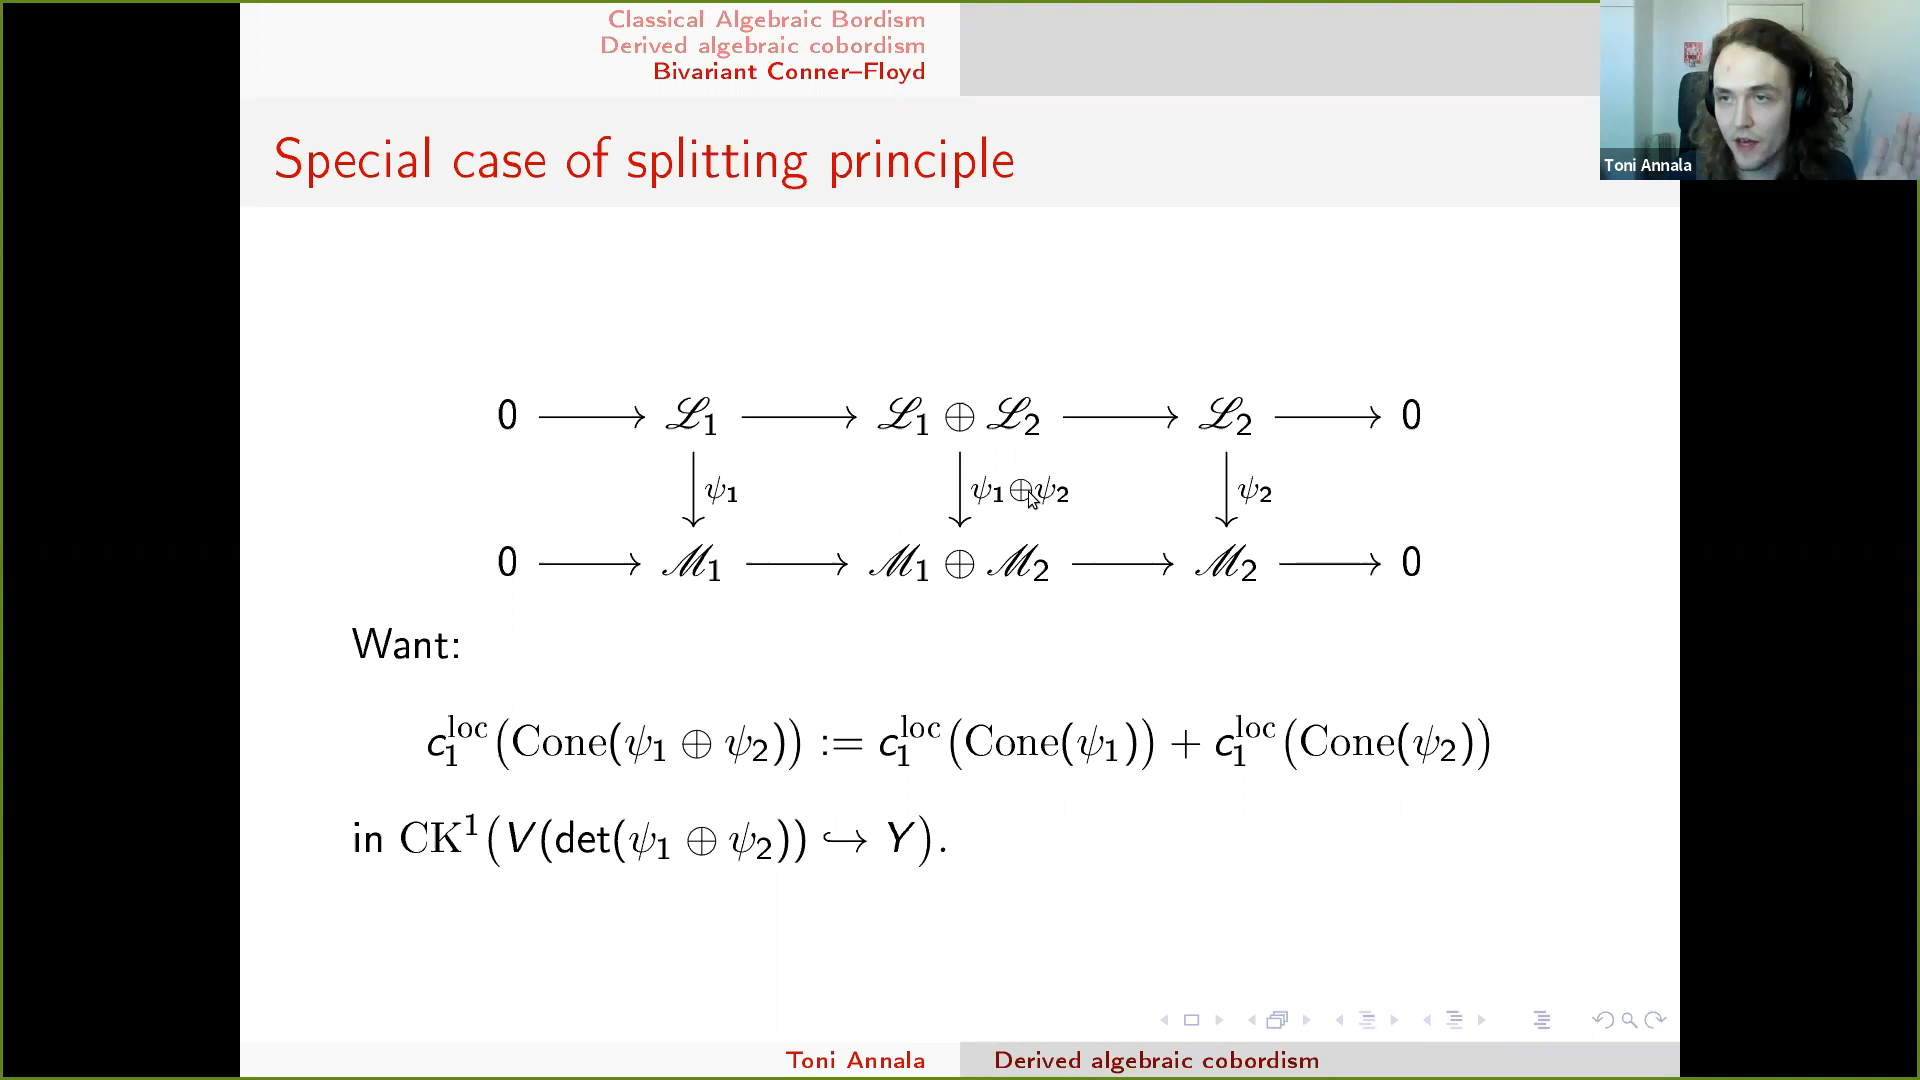 Classical Algebraic Bordism
Derived algebraic cobordism
Bivariant Conner–Floyd
Toni Annala
Special case of splitting principle
0 ⟶ ℒ₁ ⟶ ℒ₁ ⊕ ℒ₂ ⟶ ℒ₂ ⟶ 0
ψ₁ ψ₁⊕ψ₂ ψ₂
0 ⟶ ℳ₁ ⟶ ℳ₁ ⊕ ℳ₂ ⟶ ℳ₂ ⟶ 0
Want:
c₁^loc(Cone(ψ₁ ⊕ ψ₂)) := c₁^loc(Cone(ψ₁)) + c₁^loc(Cone(ψ₂))
in CK¹(V(det(ψ₁ ⊕ ψ₂)) ↪ Y).
Toni Annala
Derived algebraic cobordism